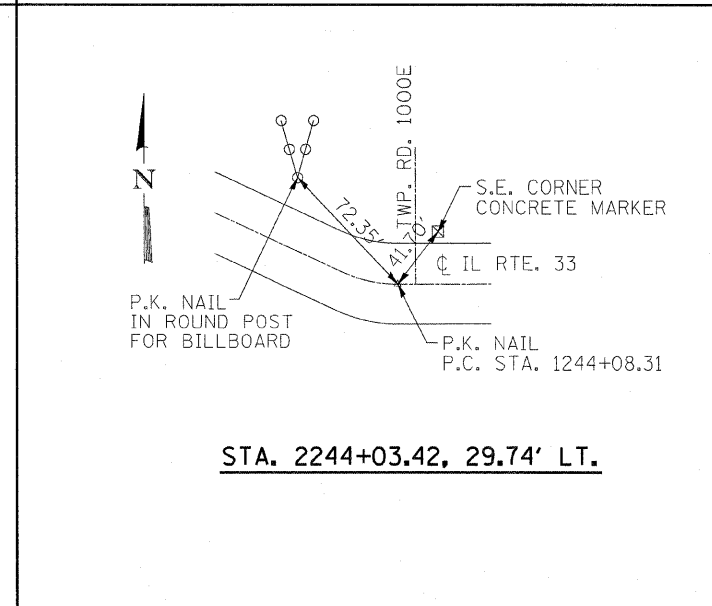 TWP. RD. 1000E
N
S.E. CORNER
CONCRETE MARKER
72.35'
41.70'
℄ IL RTE. 33
P.K. NAIL
IN ROUND POST
FOR BILLBOARD
P.K. NAIL
P.C. STA. 1244+08.31
STA. 2244+03.42, 29.74' LT.